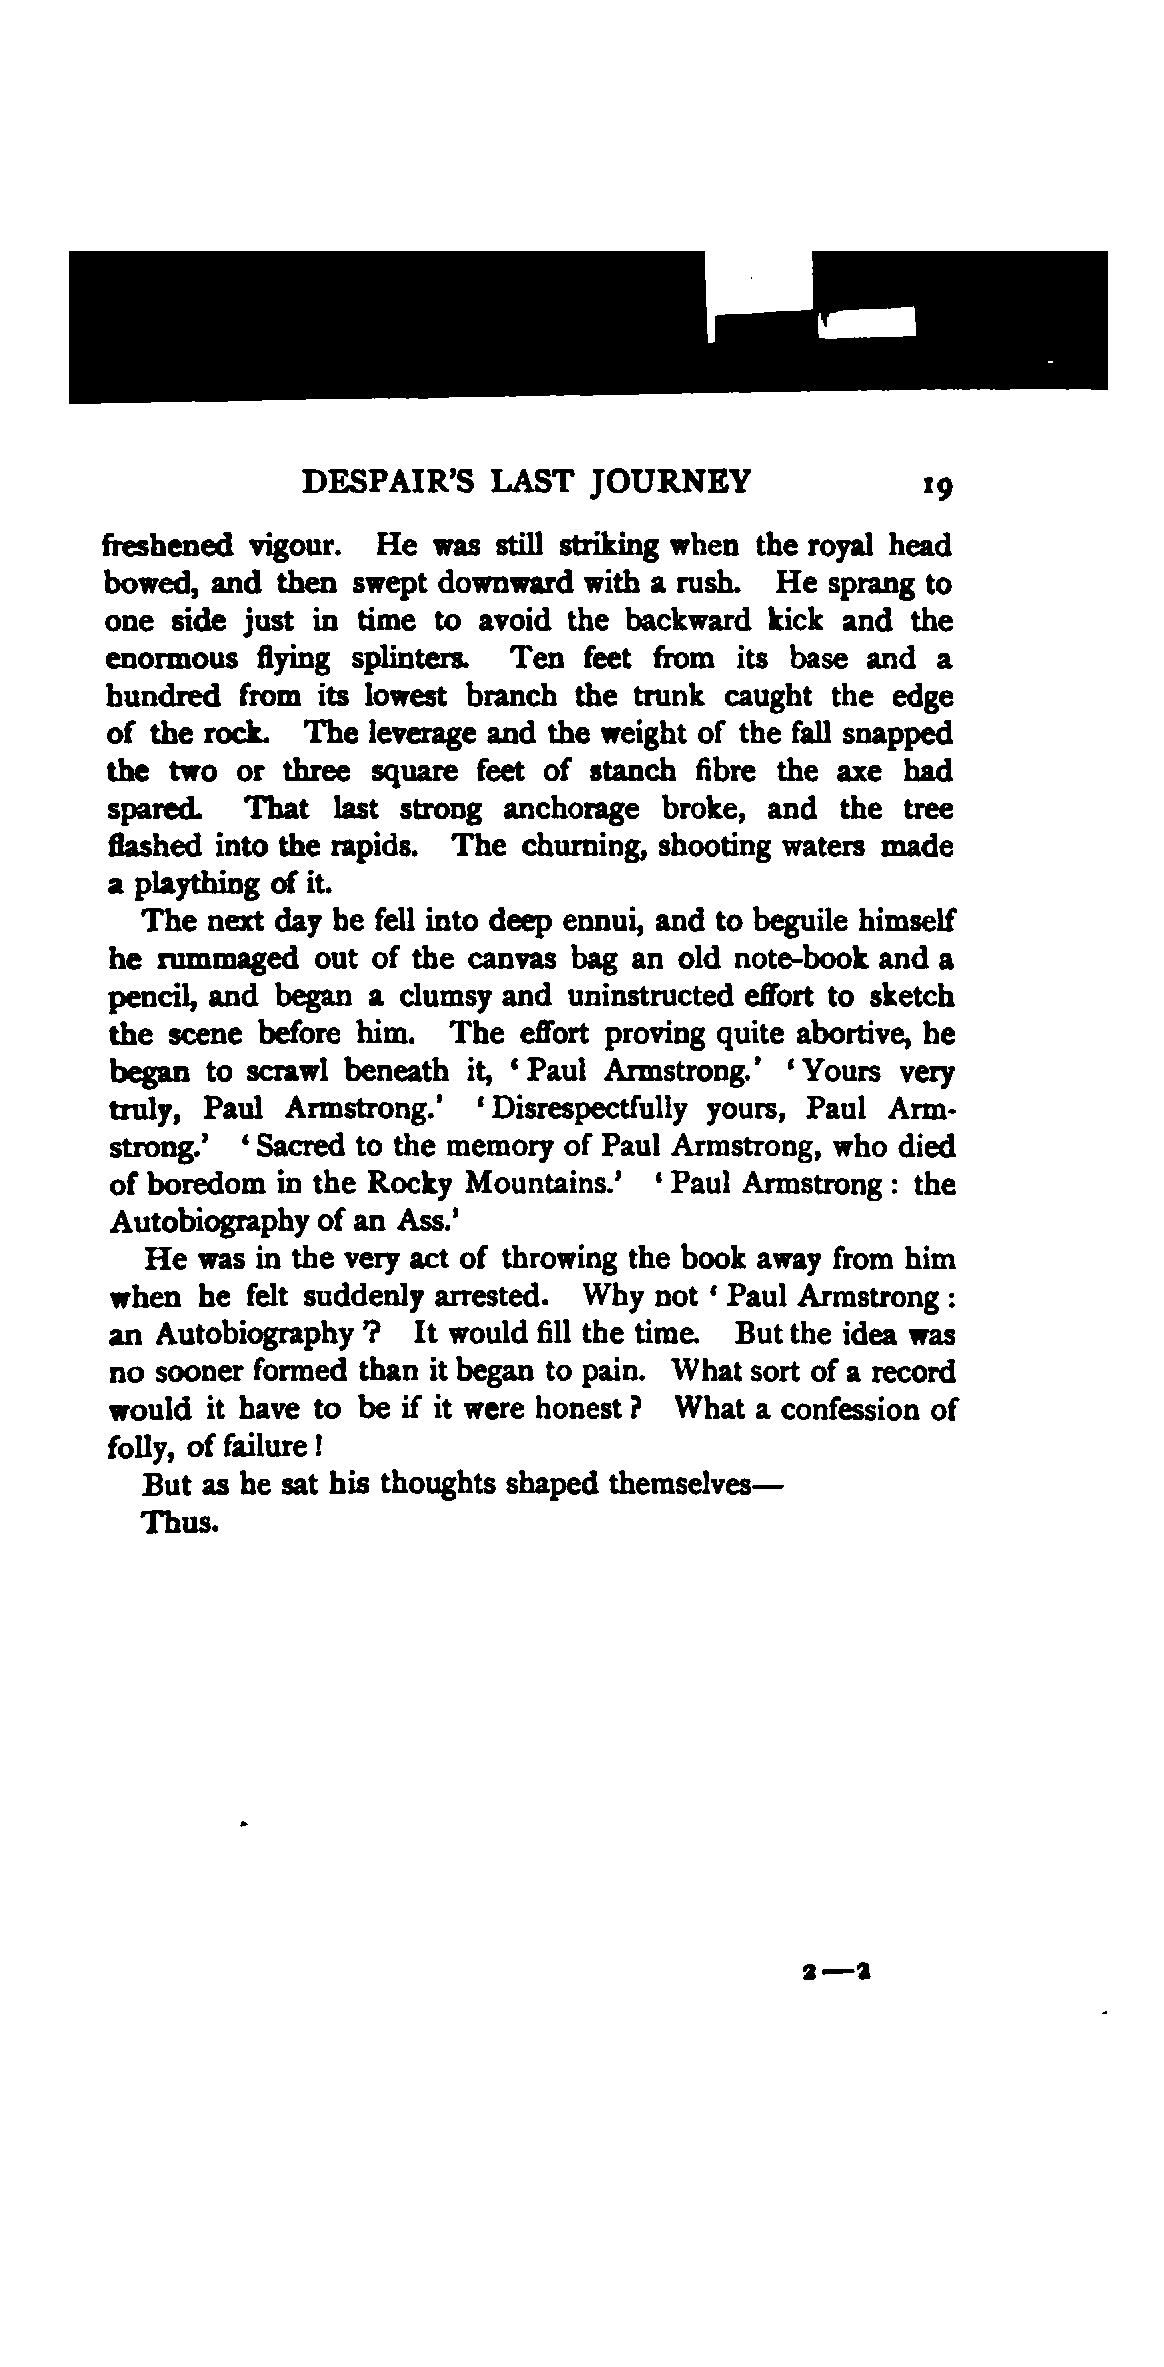 DESPAIR'S LAST JOURNEY 19
freshened vigour. He was still striking when the royal head
bowed, and then swept downward with a rush. He sprang to
one side just in time to avoid the backward kick and the
enormous flying splinters. Ten feet from its base and a
hundred from its lowest branch the trunk caught the edge
of the rock. The leverage and the weight of the fall snapped
the two or three square feet of stanch fibre the axe had
spared. That last strong anchorage broke, and the tree
flashed into the rapids. The churning, shooting waters made
a plaything of it.
The next day he fell into deep ennui, and to beguile himself
he rummaged out of the canvas bag an old note-book and a
pencil, and began a clumsy and uninstructed effort to sketch
the scene before him. The effort proving quite abortive, he
began to scrawl beneath it, ‘Paul Armstrong.’ ‘Yours very
truly, Paul Armstrong.’ ‘Disrespectfully yours, Paul Arm-
strong.’ ‘Sacred to the memory of Paul Armstrong, who died
of boredom in the Rocky Mountains.’ ‘Paul Armstrong: the
Autobiography of an Ass.’
He was in the very act of throwing the book away from him
when he felt suddenly arrested. Why not ‘Paul Armstrong:
an Autobiography’? It would fill the time. But the idea was
no sooner formed than it began to pain. What sort of a record
would it have to be if it were honest? What a confession of
folly, of failure!
But as he sat his thoughts shaped themselves—
Thus.
2—2